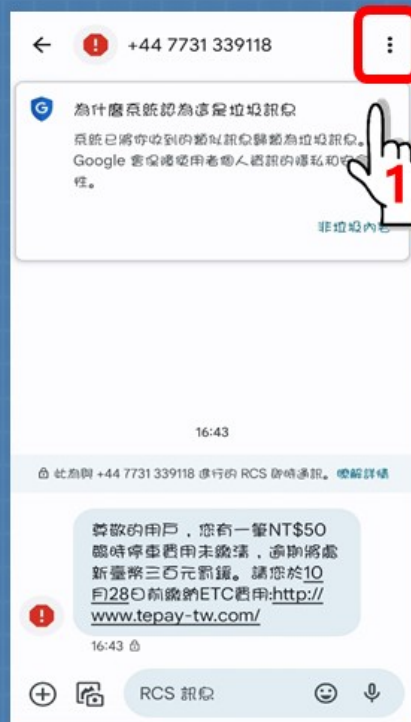 +44 7731 339118
為什麼系統認為這是垃圾訊息
系統已將你收到的類似訊息歸類為垃圾訊息。
Google 會保護使用者個人資訊的隱私和安全
性。
1
非垃圾內容
16:43
此為與 +44 7731 339118 進行的 RCS 即時通訊。瞭解詳情
尊敬的用戶，您有一筆NT$50
臨時停車費用未繳清，逾期將處
新臺幣三百元罰鍰。請您於10
月28日前繳納ETC費用:http://
www.tepay-tw.com/
16:43
RCS 訊息